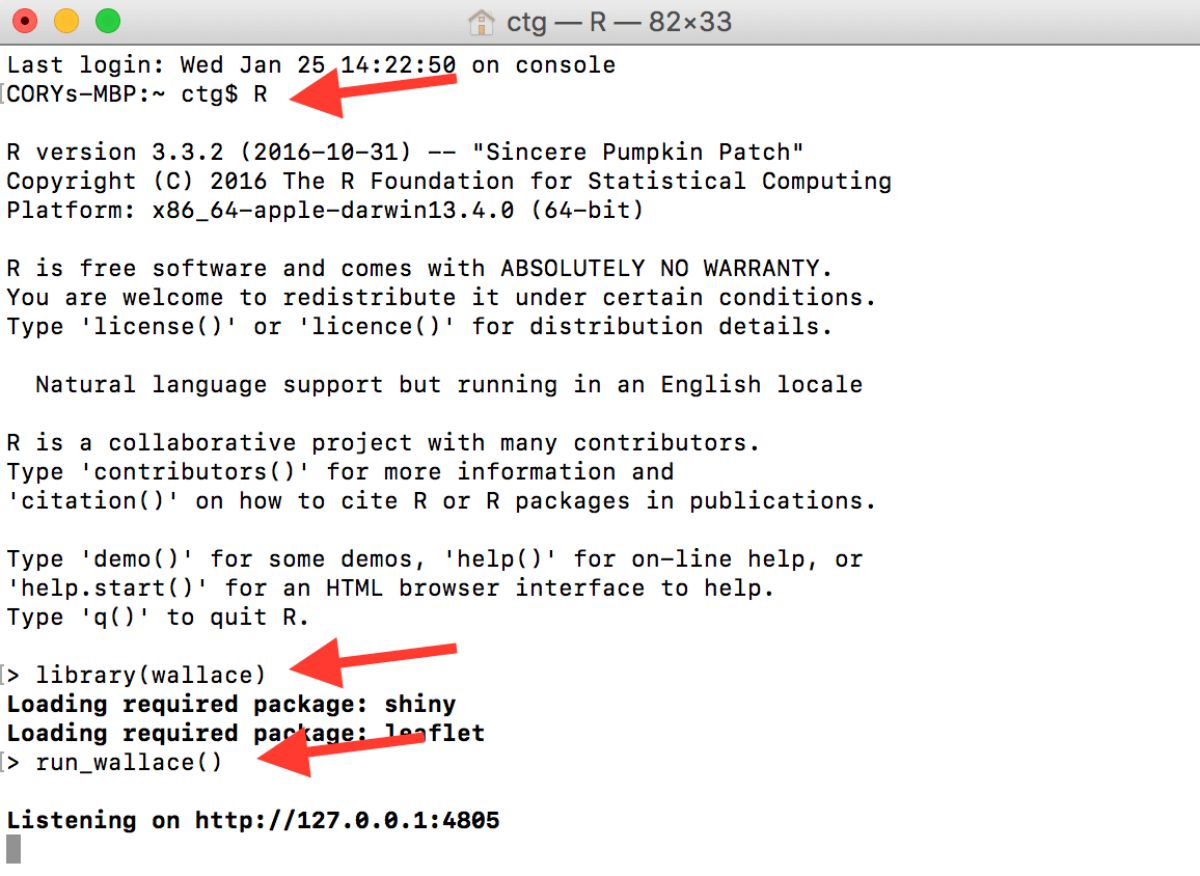 ctg — R — 82×33
Last login: Wed Jan 25 14:22:50 on console
[CORYs-MBP:~ ctg$ R
R version 3.3.2 (2016-10-31) -- "Sincere Pumpkin Patch"
Copyright (C) 2016 The R Foundation for Statistical Computing
Platform: x86_64-apple-darwin13.4.0 (64-bit)
R is free software and comes with ABSOLUTELY NO WARRANTY.
You are welcome to redistribute it under certain conditions.
Type 'license()' or 'licence()' for distribution details.
Natural language support but running in an English locale
R is a collaborative project with many contributors.
Type 'contributors()' for more information and
'citation()' on how to cite R or R packages in publications.
Type 'demo()' for some demos, 'help()' for on-line help, or
'help.start()' for an HTML browser interface to help.
Type 'q()' to quit R.
[> library(wallace)
Loading required package: shiny
Loading required package: leaflet
[> run_wallace()
Listening on http://127.0.0.1:4805